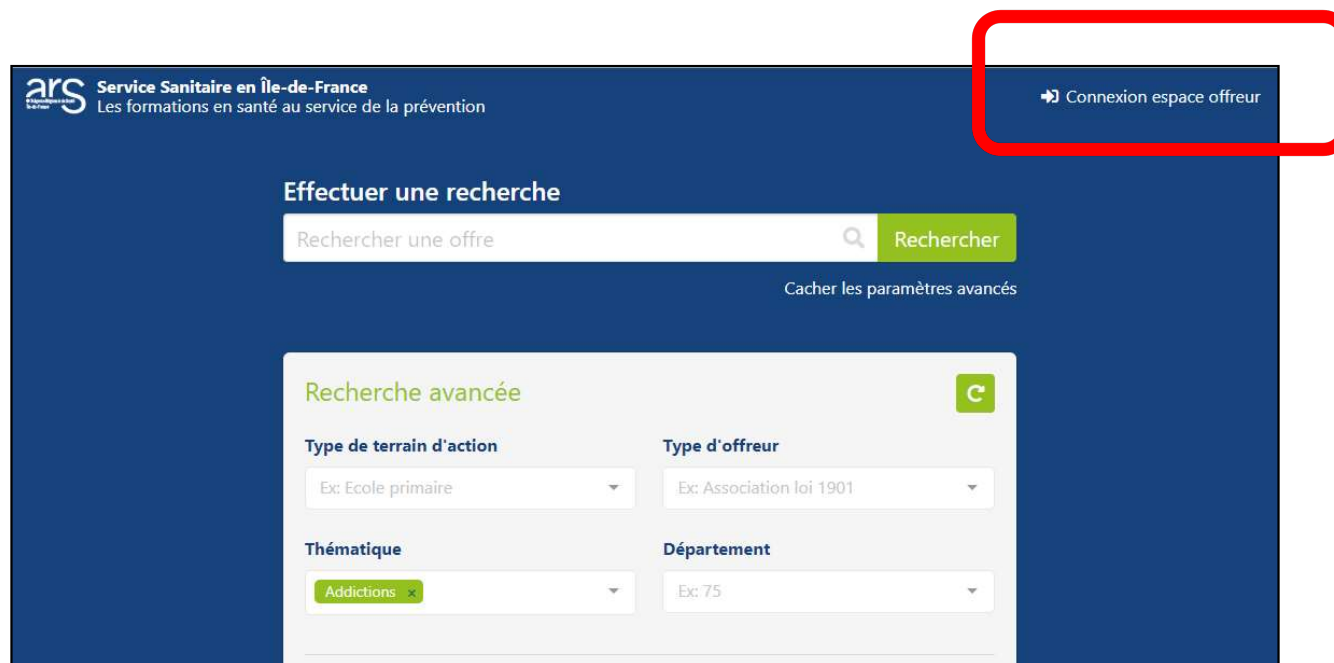 ars
Service Sanitaire en Île-de-France
Les formations en santé au service de la prévention
Connexion espace offreur
Effectuer une recherche
Rechercher une offre
Rechercher
Cacher les paramètres avancés
Recherche avancée
Type de terrain d'action
Type d'offreur
Ex: Ecole primaire
Ex: Association loi 1901
Thématique
Département
Addictions ×
Ex: 75